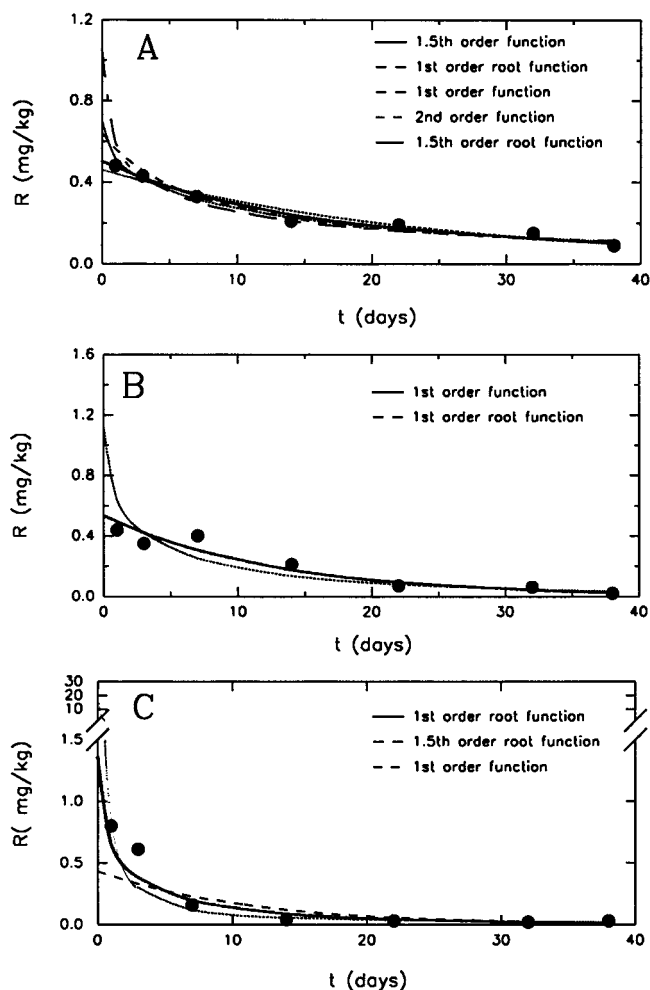 A
1.2
0.8
0.4
0.0
R (mg/kg)
1.5th order function
1st order root function
1st order function
2nd order function
1.5th order root function
0 10 20 30 40
t (days)
B
1.6
1.2
0.8
0.4
0.0
R (mg/kg)
1st order function
1st order root function
0 10 20 30 40
t (days)
C
30
20
10
1.5
1.0
0.5
0.0
R( mg/kg)
1st order root function
1.5th order root function
1st order function
0 10 20 30 40
t (days)